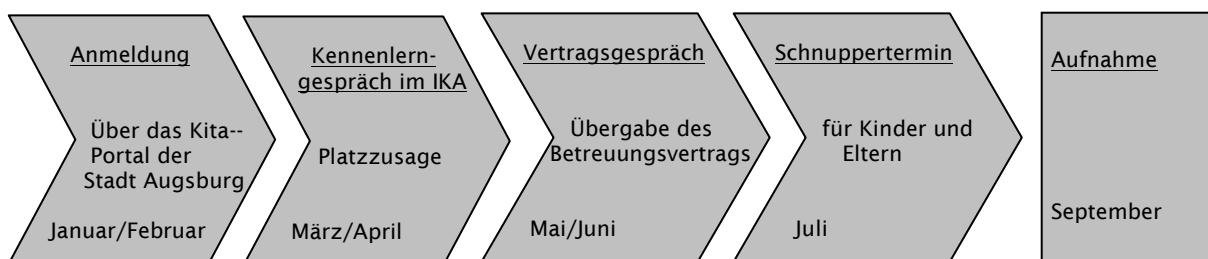 Anmeldung
Über das Kita--
Portal der
Stadt Augsburg
Januar/Februar
Kennenlern-
gespräch im IKA
Platzzusage
März/April
Vertragsgespräch
Übergabe des
Betreuungsvertrags
Mai/Juni
Schnuppertermin
für Kinder und
Eltern
Juli
Aufnahme
September